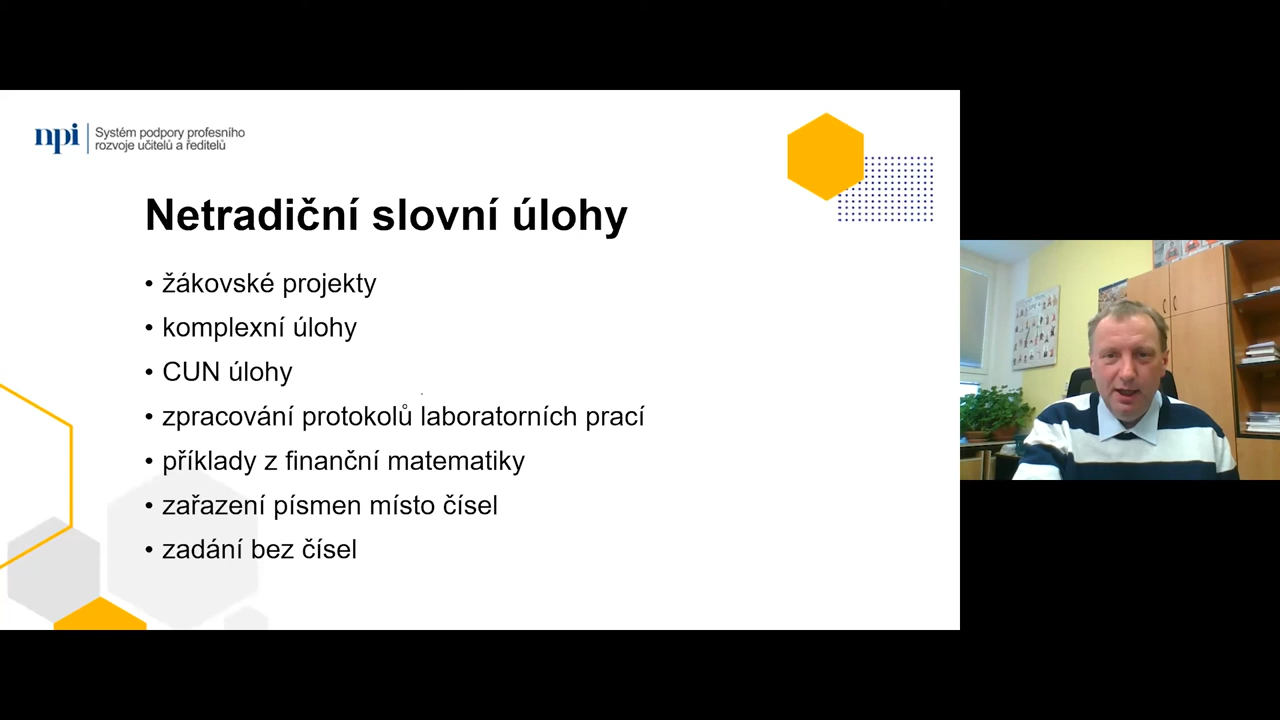 npi
Systém podpory profesního
rozvoje učitelů a ředitelů
Netradiční slovní úlohy
• žákovské projekty
• komplexní úlohy
• CUN úlohy
• zpracování protokolů laboratorních prací
• příklady z finanční matematiky
• zařazení písmen místo čísel
• zadání bez čísel